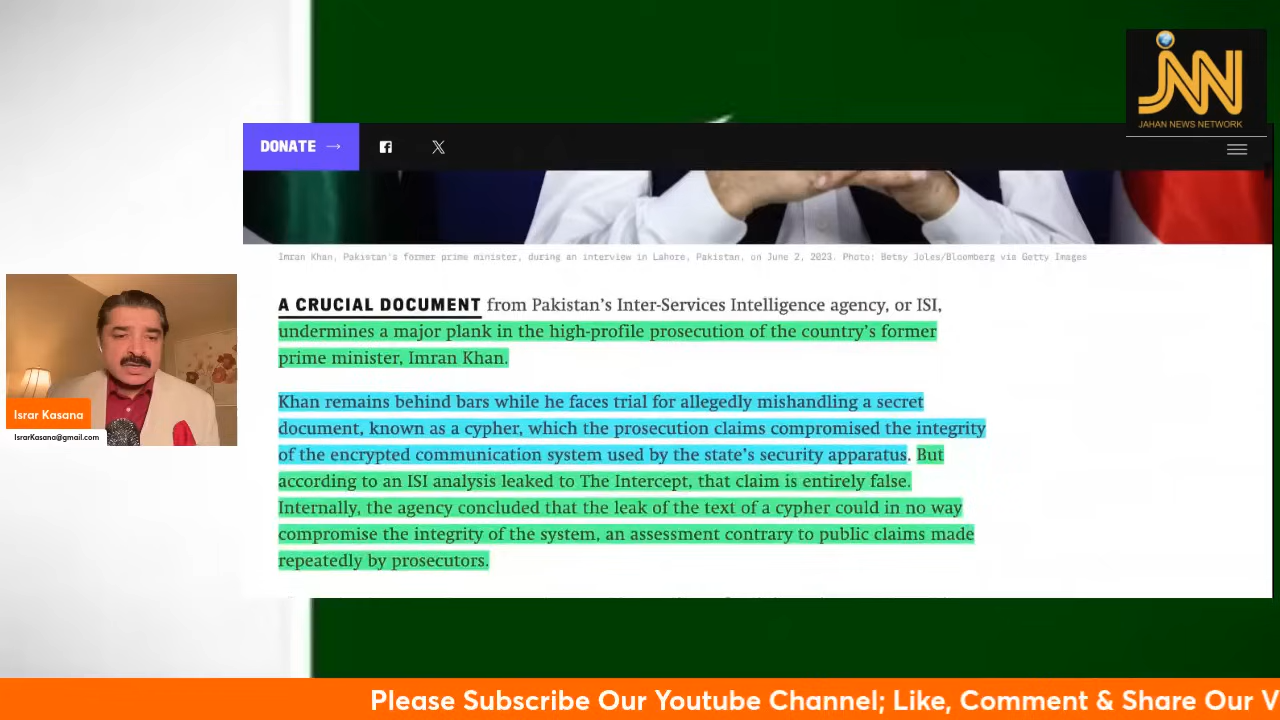 JNN
JAHAN NEWS NETWORK
DONATE →
Imran Khan, Pakistan's former prime minister, during an interview in Lahore, Pakistan, on June 2, 2023. Photo: Betsy Joles/Bloomberg via Getty Images
A CRUCIAL DOCUMENT from Pakistan's Inter-Services Intelligence agency, or ISI,
undermines a major plank in the high-profile prosecution of the country's former
prime minister, Imran Khan.
Khan remains behind bars while he faces trial for allegedly mishandling a secret
document, known as a cypher, which the prosecution claims compromised the integrity
of the encrypted communication system used by the state's security apparatus. But
according to an ISI analysis leaked to The Intercept, that claim is entirely false.
Internally, the agency concluded that the leak of the text of a cypher could in no way
compromise the integrity of the system, an assessment contrary to public claims made
repeatedly by prosecutors.
Israr Kasana
IsrarKasana@gmail.com
Please Subscribe Our Youtube Channel; Like, Comment & Share Our V